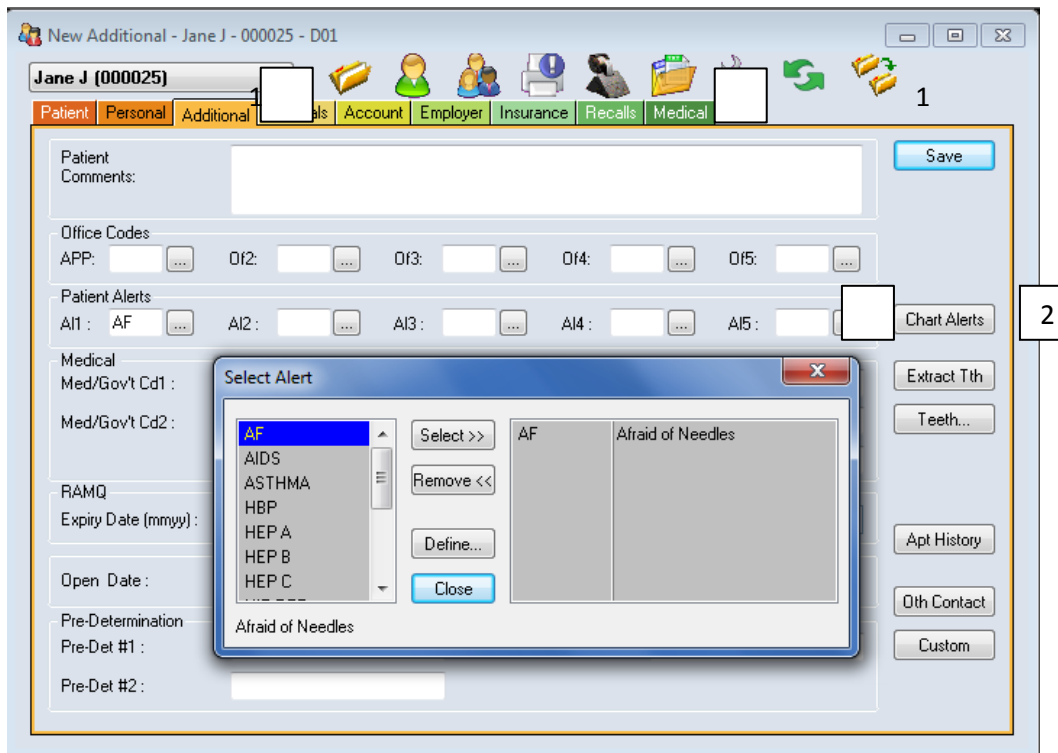 New Additional - Jane J - 000025 - D01
Jane J (000025)
1
1
Patient Personal Additional als Account Employer Insurance Recalls Medical
Patient
Comments:
Save
Office Codes
APP: ... Of2: ... Of3: ... Of4: ... Of5: ...
Patient Alerts
Al1 : AF ... Al2 : ... Al3 : ... Al4 : ... Al5 :
Chart Alerts
2
Medical
Med/Gov't Cd1 :
Extract Tth
Med/Gov't Cd2 :
Teeth...
Select Alert
AF
AIDS
ASTHMA
HBP
HEP A
HEP B
HEP C
Select >>
Remove <<
Define...
Close
AF Afraid of Needles
Afraid of Needles
RAMQ
Expiry Date (mmyy) :
Apt History
Open Date :
Oth Contact
Pre-Determination
Pre-Det #1 :
Custom
Pre-Det #2 :